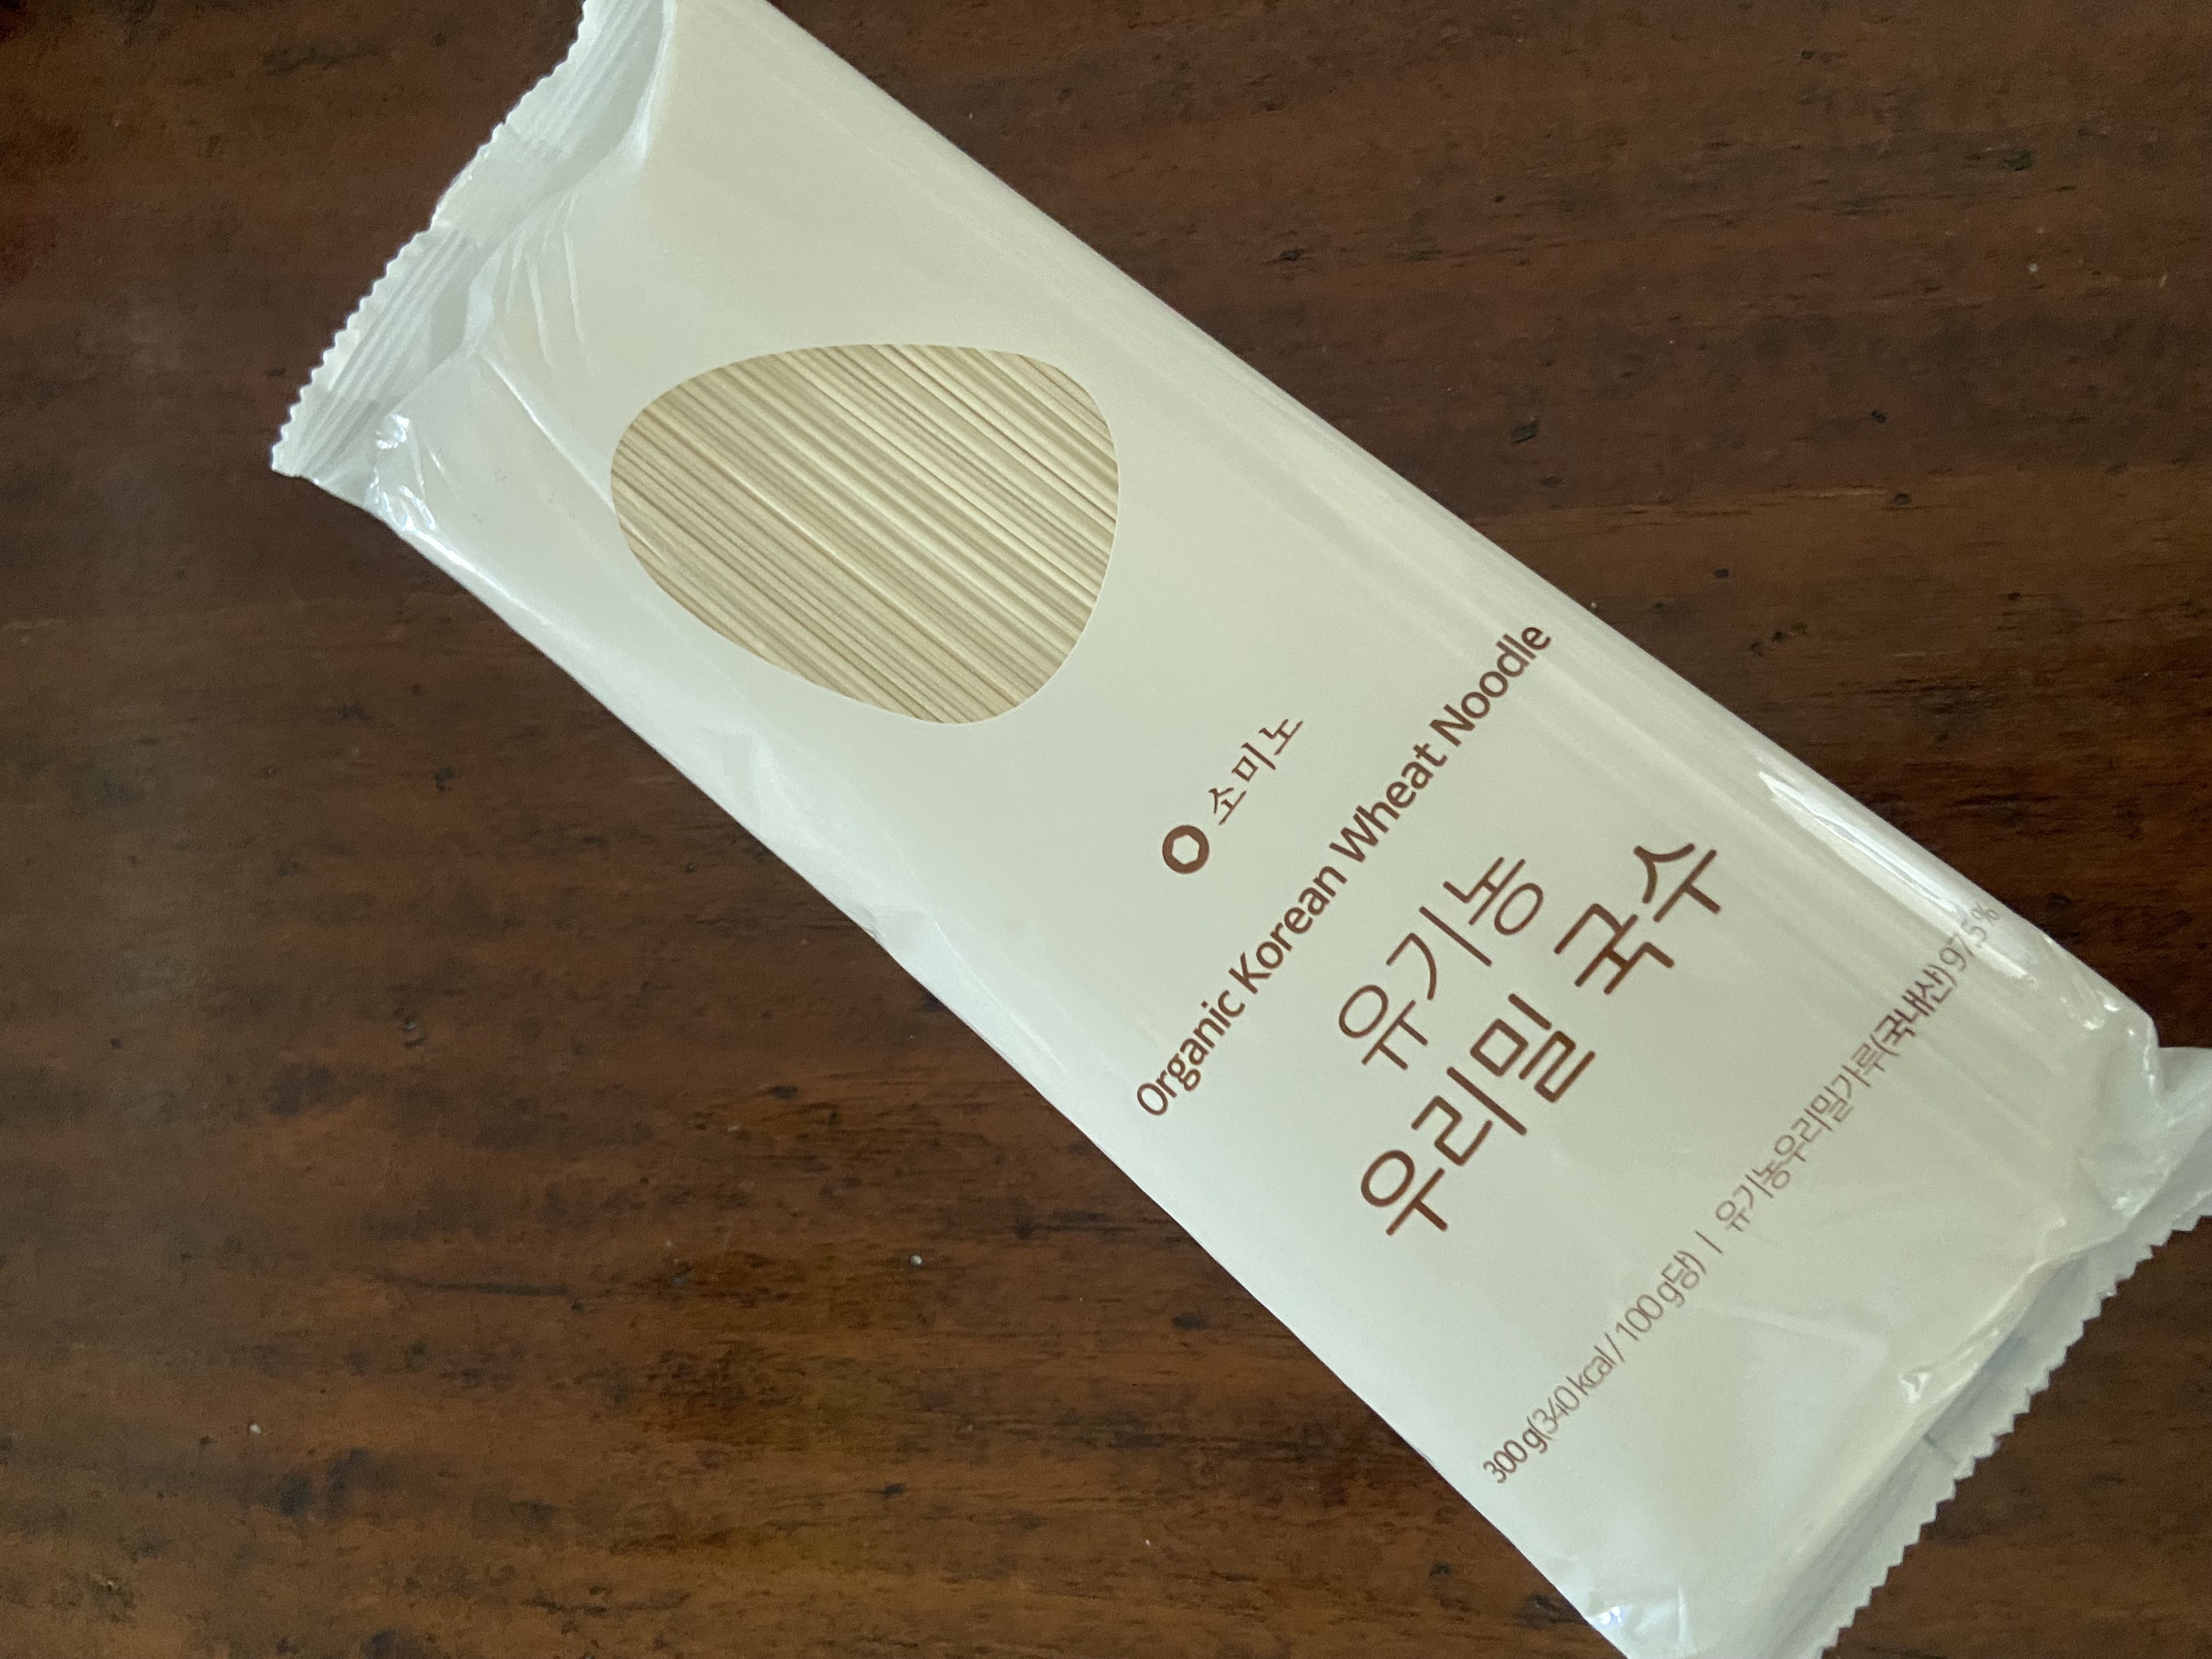 소미노
Organic Korean Wheat Noodle
유기농
우리밀 국수
300g(340kcal/100g당) | 유기농우리밀가루(국내산)97.5%